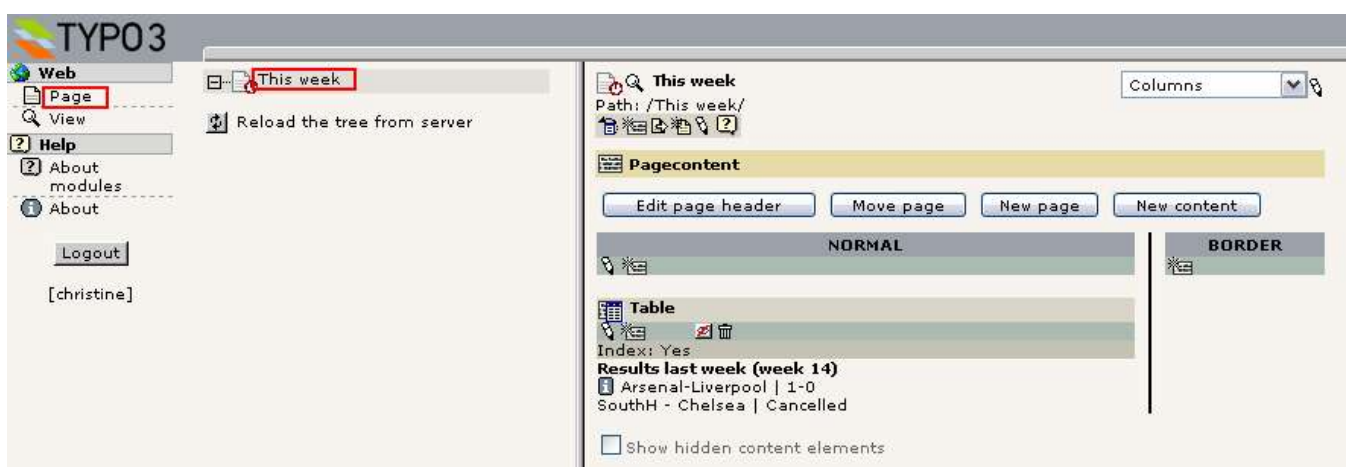 TYPO3
Web
Page
View
Help
About
modules
About
Logout
[christine]
This week
Reload the tree from server
This week
Columns
Path: /This week/
Pagecontent
Edit page header
Move page
New page
New content
NORMAL
BORDER
Table
Index: Yes
Results last week (week 14)
Arsenal-Liverpool | 1-0
SouthH - Chelsea | Cancelled
Show hidden content elements